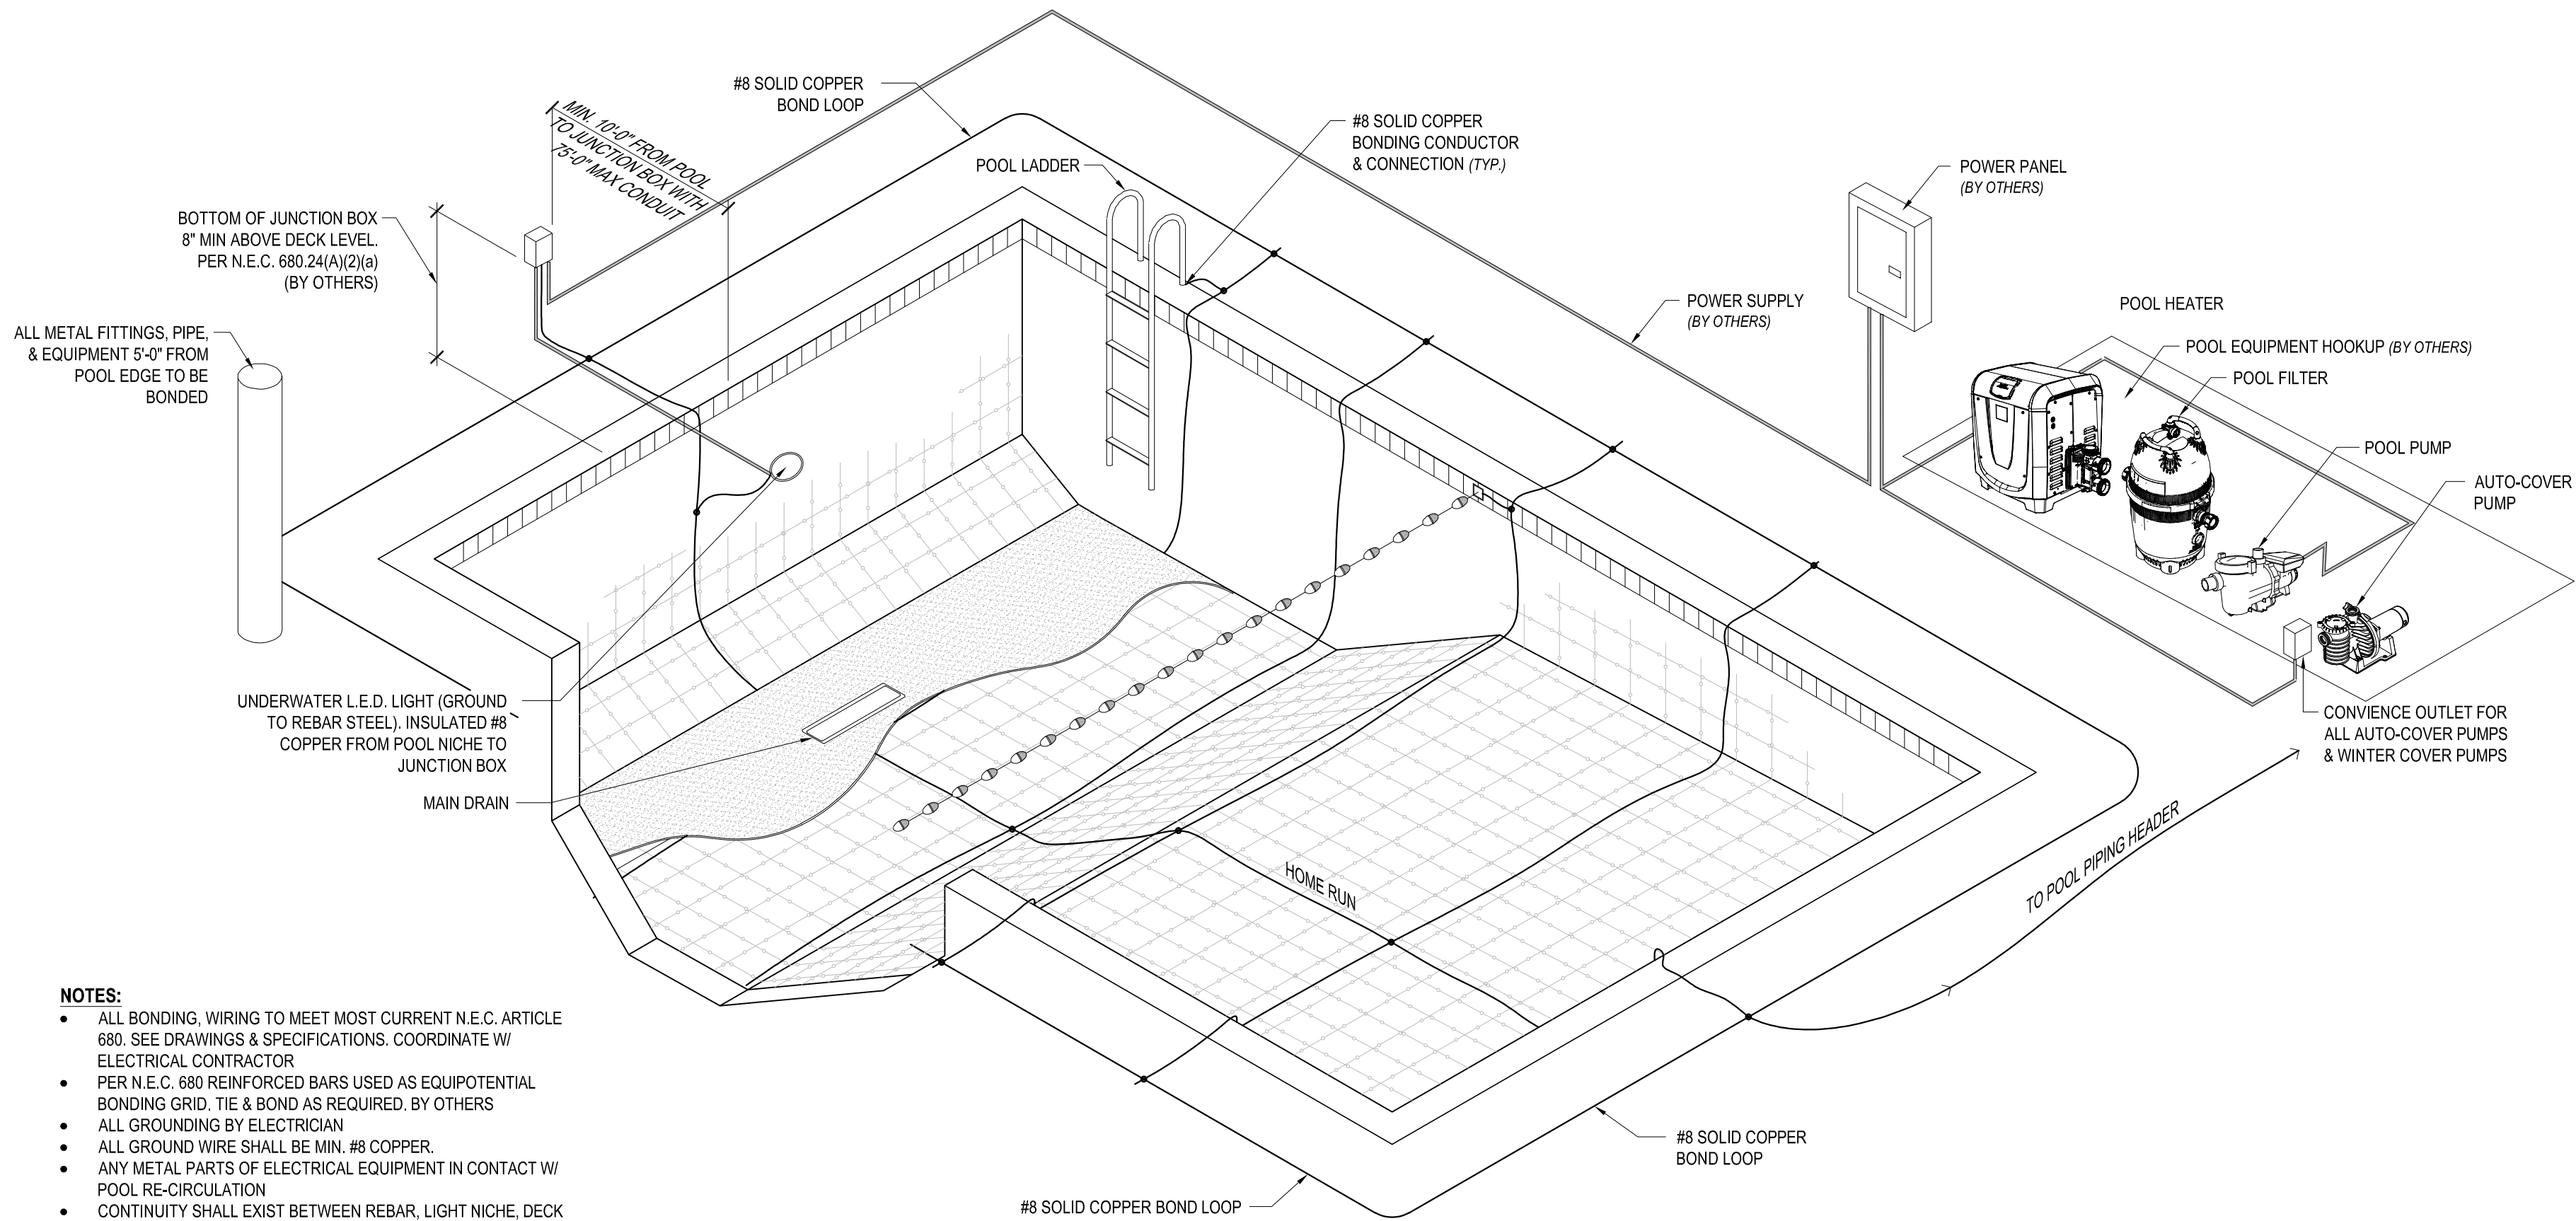 #8 SOLID COPPER
BOND LOOP
MIN. 10'-0" FROM POOL
TO JUNCTION BOX WITH
75'-0" MAX CONDUIT
#8 SOLID COPPER
BONDING CONDUCTOR
& CONNECTION (TYP.)
POOL LADDER
POWER PANEL
(BY OTHERS)
BOTTOM OF JUNCTION BOX
8" MIN ABOVE DECK LEVEL.
PER N.E.C. 680.24(A)(2)(a)
(BY OTHERS)
POWER SUPPLY
(BY OTHERS)
POOL HEATER
POOL EQUIPMENT HOOKUP (BY OTHERS)
POOL FILTER
ALL METAL FITTINGS, PIPE,
& EQUIPMENT 5'-0" FROM
POOL EDGE TO BE
BONDED
POOL PUMP
AUTO-COVER
PUMP
UNDERWATER L.E.D. LIGHT (GROUND
TO REBAR STEEL). INSULATED #8
COPPER FROM POOL NICHE TO
JUNCTION BOX
MAIN DRAIN
CONVIENCE OUTLET FOR
ALL AUTO-COVER PUMPS
& WINTER COVER PUMPS
HOME RUN
TO POOL PIPING HEADER
NOTES:
• ALL BONDING, WIRING TO MEET MOST CURRENT N.E.C. ARTICLE
680. SEE DRAWINGS & SPECIFICATIONS. COORDINATE W/
ELECTRICAL CONTRACTOR
• PER N.E.C. 680 REINFORCED BARS USED AS EQUIPOTENTIAL
BONDING GRID. TIE & BOND AS REQUIRED. BY OTHERS
• ALL GROUNDING BY ELECTRICIAN
• ALL GROUND WIRE SHALL BE MIN. #8 COPPER.
• ANY METAL PARTS OF ELECTRICAL EQUIPMENT IN CONTACT W/
POOL RE-CIRCULATION
• CONTINUITY SHALL EXIST BETWEEN REBAR, LIGHT NICHE, DECK
#8 SOLID COPPER
BOND LOOP
#8 SOLID COPPER BOND LOOP